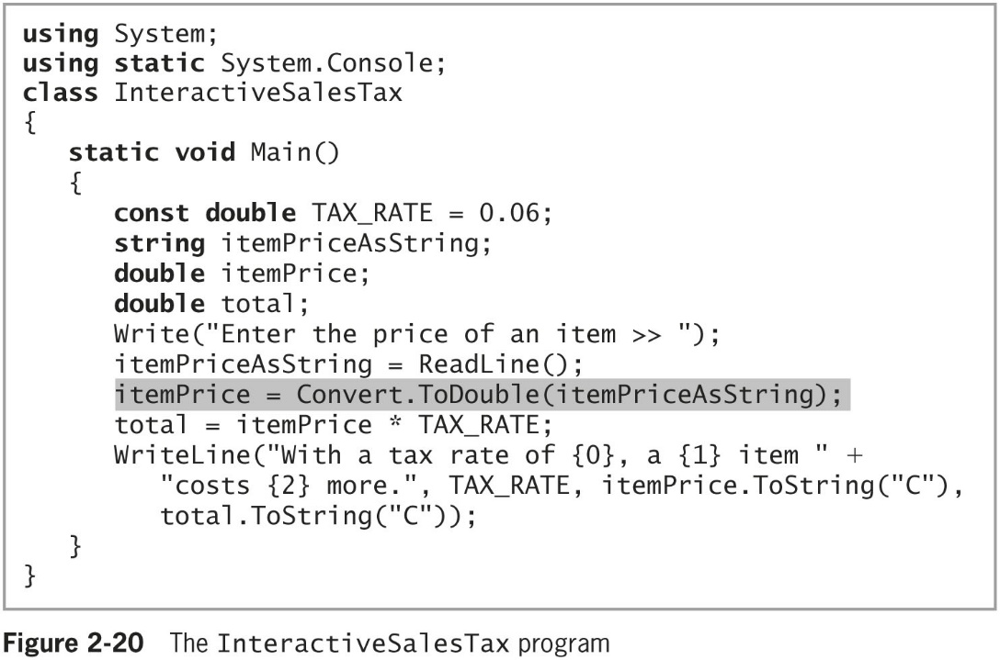 using System;
using static System.Console;
class InteractiveSalesTax
{
   static void Main()
   {
      const double TAX_RATE = 0.06;
      string itemPriceAsString;
      double itemPrice;
      double total;
      Write("Enter the price of an item >> ");
      itemPriceAsString = ReadLine();
      itemPrice = Convert.ToDouble(itemPriceAsString);
      total = itemPrice * TAX_RATE;
      WriteLine("With a tax rate of {0}, a {1} item " +
         "costs {2} more.", TAX_RATE, itemPrice.ToString("C"),
         total.ToString("C"));
   }
}
Figure 2-20 The InteractiveSalesTax program